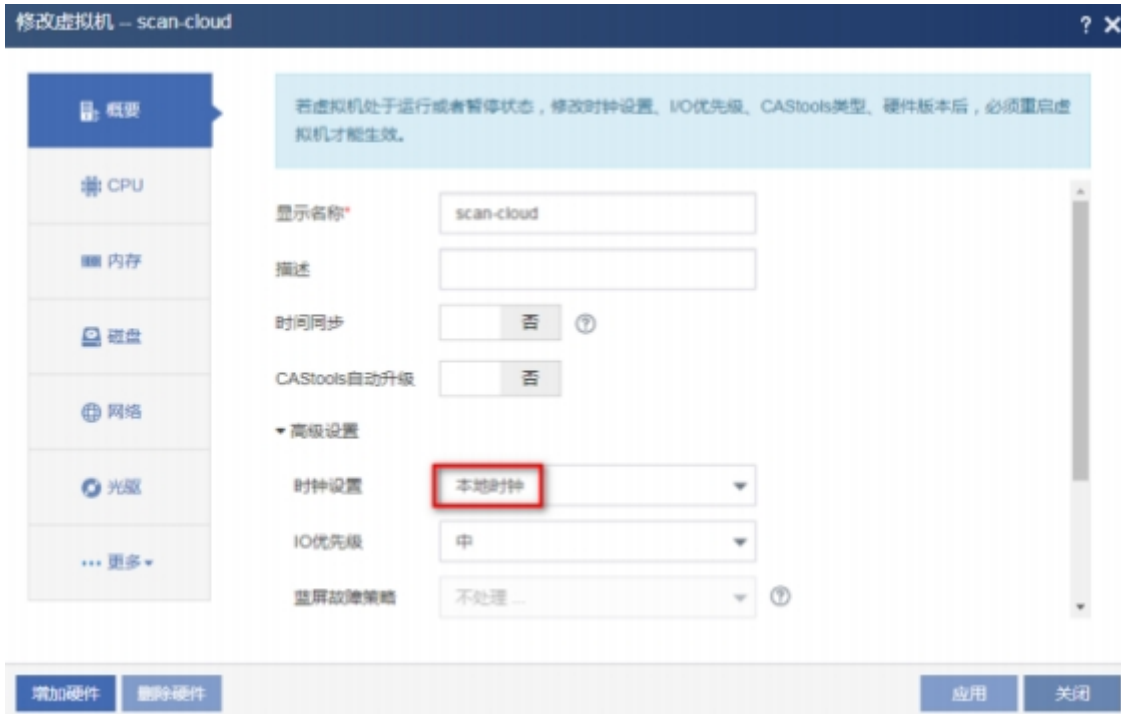 修改虚拟机 -- scan-cloud
? ×
概要
CPU
内存
磁盘
网络
光驱
更多
若虚拟机处于运行或者暂停状态，修改时钟设置、I/O优先级、CAStools类型、硬件版本后，必须重启虚
拟机才能生效。
显示名称* scan-cloud
描述
时间同步 否 ?
CAStools自动升级 否
高级设置
时钟设置 本地时钟
IO优先级 中
蓝屏故障策略 不处理 ... ?
增加硬件 删除硬件 应用 关闭